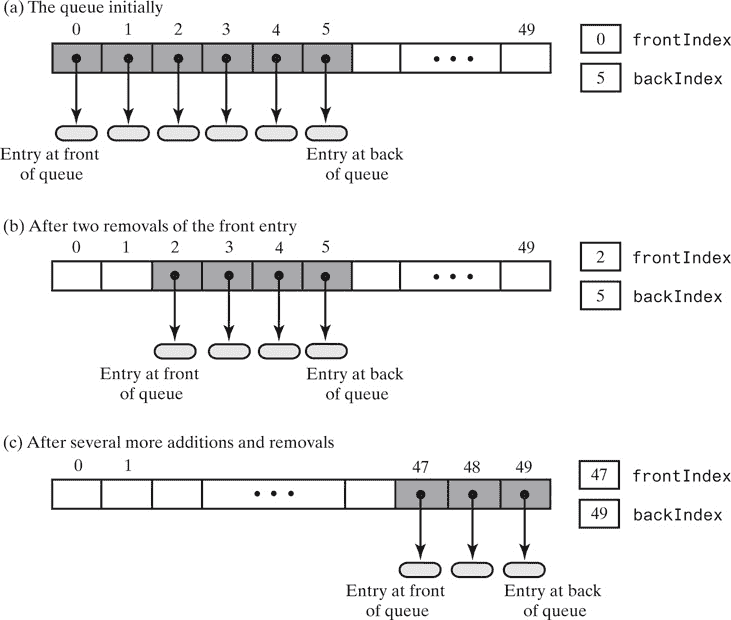 (a) The queue initially
0 1 2 3 4 5 49
0 frontIndex
5 backIndex
Entry at front of queue
Entry at back of queue
(b) After two removals of the front entry
0 1 2 3 4 5 49
2 frontIndex
5 backIndex
Entry at front of queue
Entry at back of queue
(c) After several more additions and removals
0 1 47 48 49
47 frontIndex
49 backIndex
Entry at front of queue
Entry at back of queue